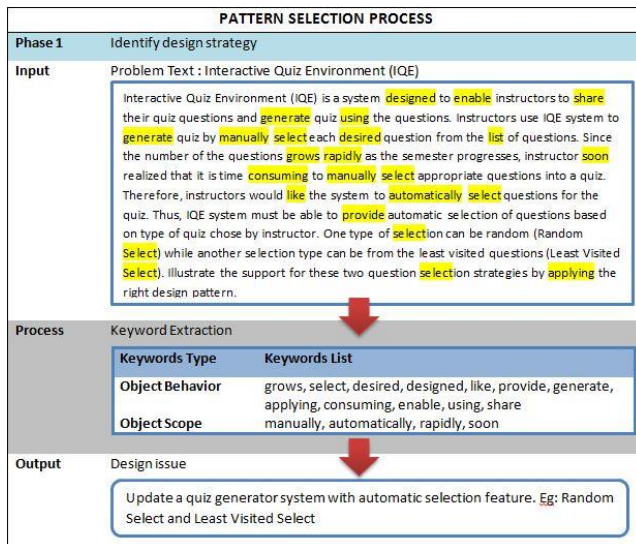 PATTERN SELECTION PROCESS
Phase 1 Identify design strategy
Input Problem Text : Interactive Quiz Environment (IQE)
Interactive Quiz Environment (IQE) is a system designed to enable instructors to share
their quiz questions and generate quiz using the questions. Instructors use IQE system to
generate quiz by manually select each desired question from the list of questions. Since
the number of the questions grows rapidly as the semester progresses, instructor soon
realized that it is time consuming to manually select appropriate questions into a quiz.
Therefore, instructors would like the system to automatically select questions for the
quiz. Thus, IQE system must be able to provide automatic selection of questions based
on type of quiz chose by instructor. One type of selection can be random (Random
Select) while another selection type can be from the least visited questions (Least Visited
Select). Illustrate the support for these two question selection strategies by applying the
right design pattern.
Process Keyword Extraction
Keywords Type Keywords List
Object Behavior grows, select, desired, designed, like, provide, generate,
applying, consuming, enable, using, share
Object Scope manually, automatically, rapidly, soon
Output Design issue
Update a quiz generator system with automatic selection feature. Eg: Random
Select and Least Visited Select